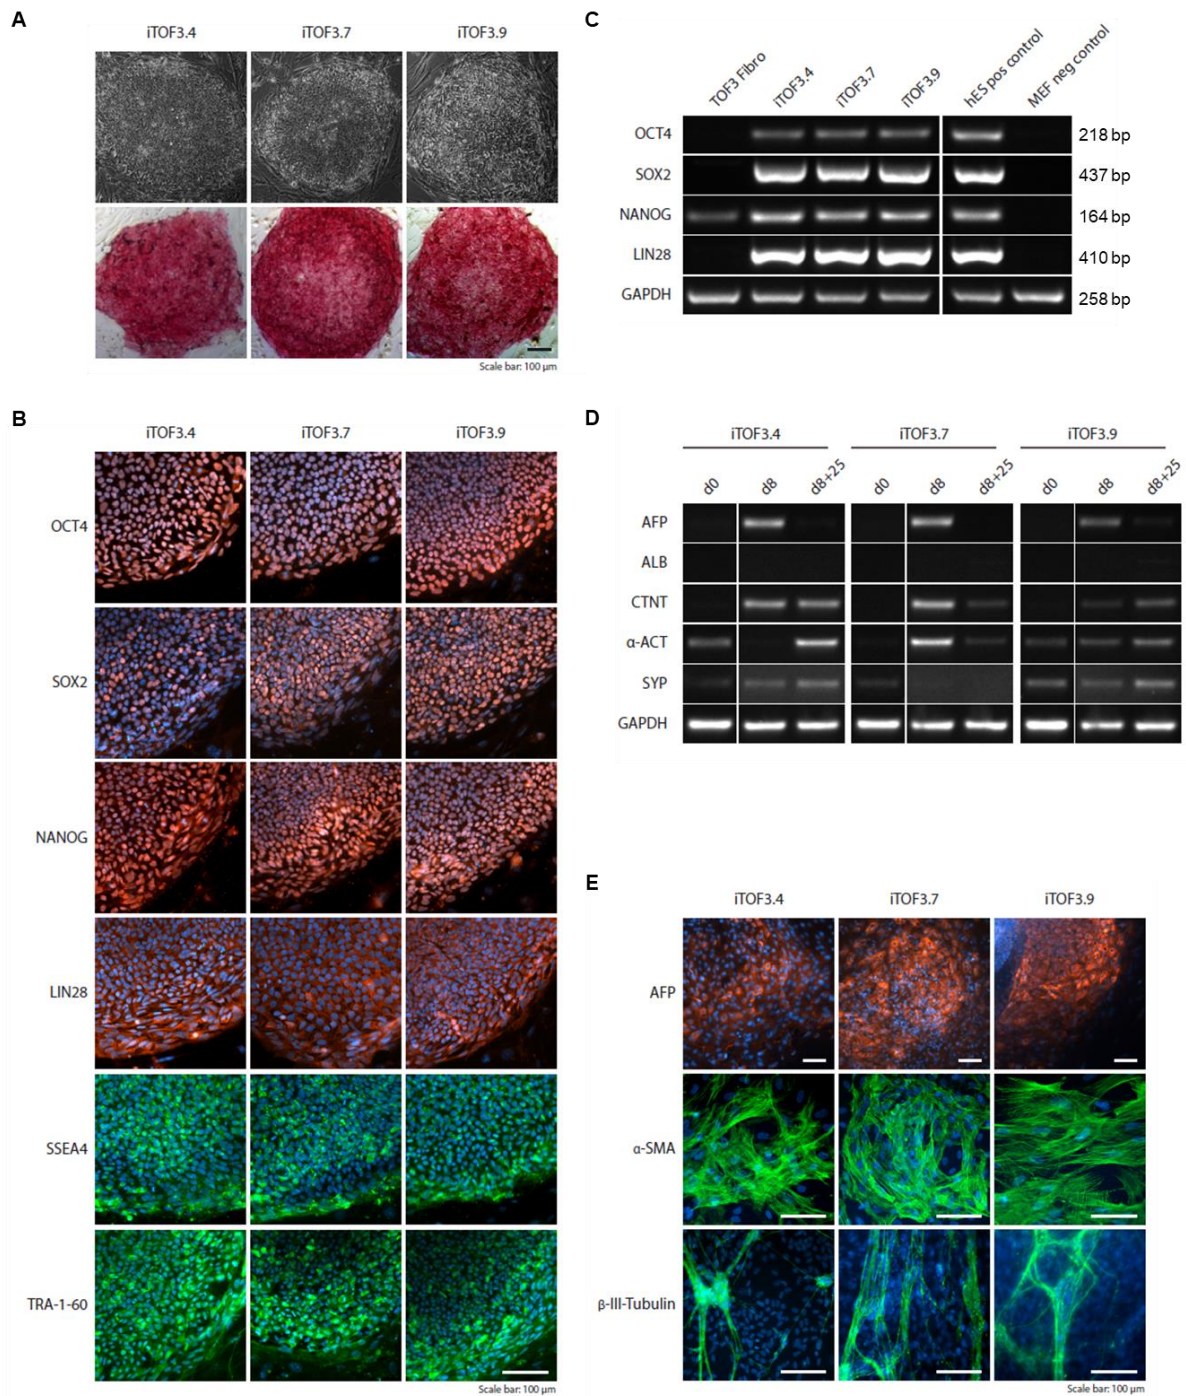 A
iTOF3.4 iTOF3.7 iTOF3.9
Scale bar: 100 µm
B
iTOF3.4 iTOF3.7 iTOF3.9
OCT4
SOX2
NANOG
LIN28
SSEA4
TRA-1-60
Scale bar: 100 µm
C
TOF3 Fibro iTOF3.4 iTOF3.7 iTOF3.9 hES pos control MEF neg control
OCT4 218 bp
SOX2 437 bp
NANOG 164 bp
LIN28 410 bp
GAPDH 258 bp
D
iTOF3.4 iTOF3.7 iTOF3.9
d0 d8 d8+25 d0 d8 d8+25 d0 d8 d8+25
AFP
ALB
CTNT
α-ACT
SYP
GAPDH
E
iTOF3.4 iTOF3.7 iTOF3.9
AFP
α-SMA
β-III-Tubulin
Scale bar: 100 µm